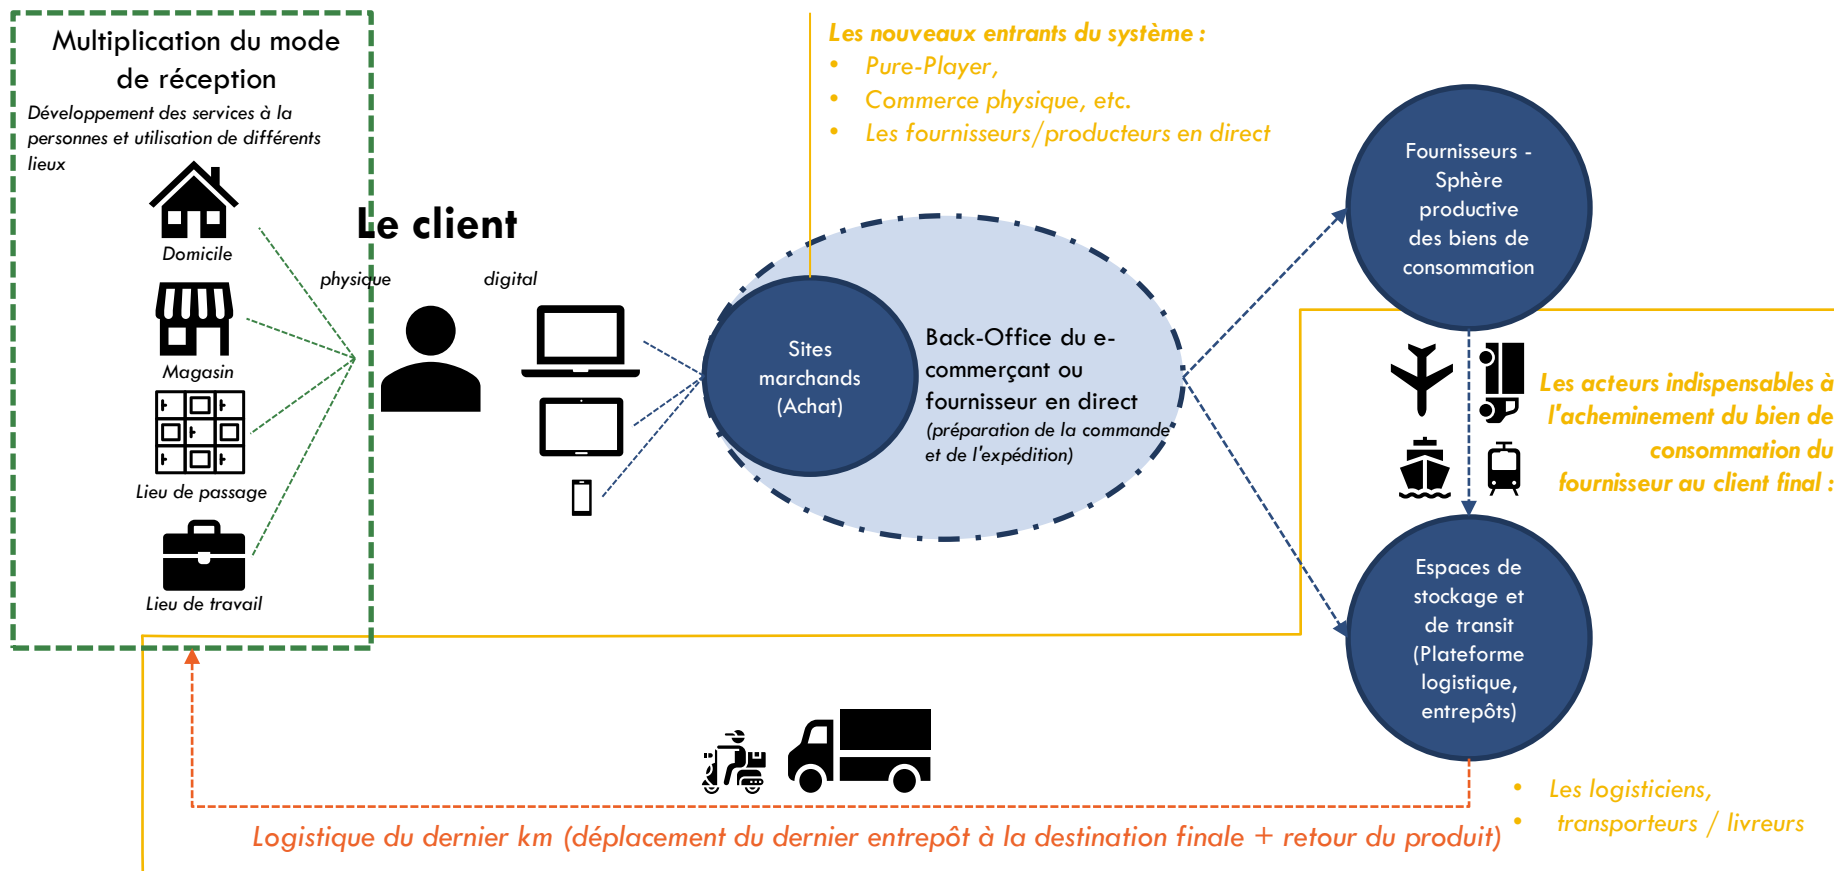 Multiplication du mode
de réception
Développement des services à la
personnes et utilisation de différents
lieux
Domicile
Magasin
Lieu de passage
Lieu de travail
Le client
physique
digital
Les nouveaux entrants du système :
• Pure-Player,
• Commerce physique, etc.
• Les fournisseurs/producteurs en direct
Sites
marchands
(Achat)
Back-Office du e-
commerçant ou
fournisseur en direct
(préparation de la commande
et de l'expédition)
Fournisseurs -
Sphère
productive
des biens de
consommation
Les acteurs indispensables à
l'acheminement du bien de
consommation du
fournisseur au client final :
Espaces de
stockage et
de transit
(Plateforme
logistique,
entrepôts)
• Les logisticiens,
• transporteurs / livreurs
Logistique du dernier km (déplacement du dernier entrepôt à la destination finale + retour du produit)